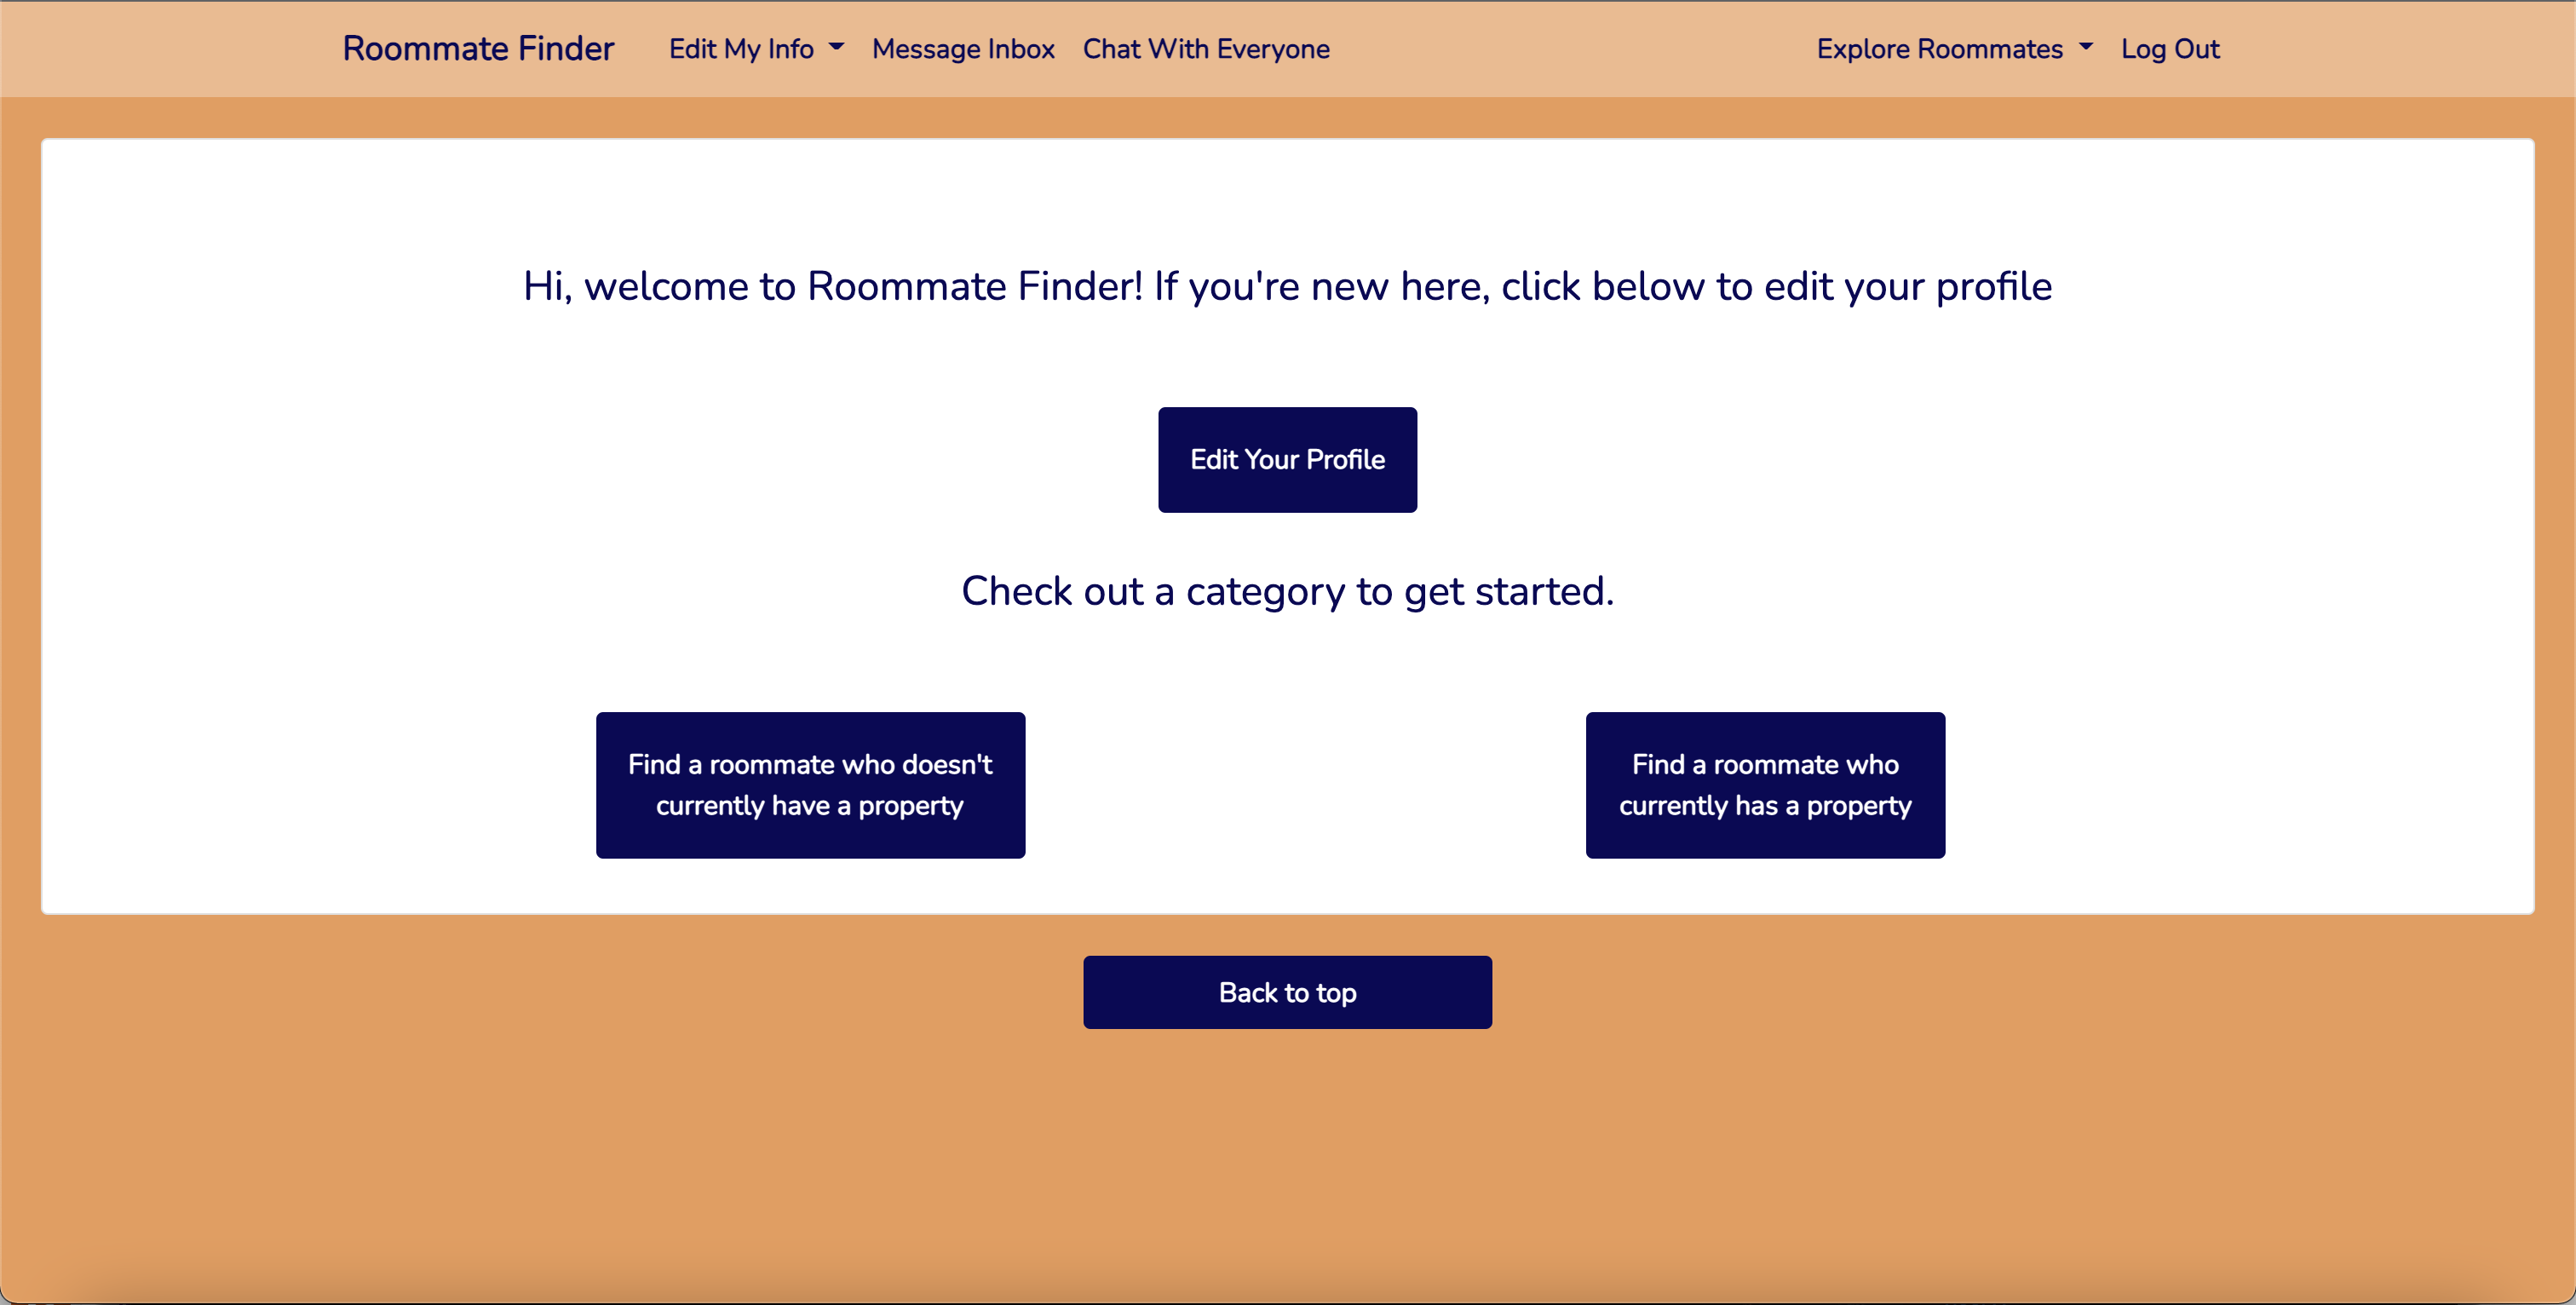 Roommate Finder Edit My Info Message Inbox Chat With Everyone Explore Roommates Log Out
Hi, welcome to Roommate Finder! If you're new here, click below to edit your profile
Edit Your Profile
Check out a category to get started.
Find a roommate who doesn't
currently have a property
Find a roommate who
currently has a property
Back to top